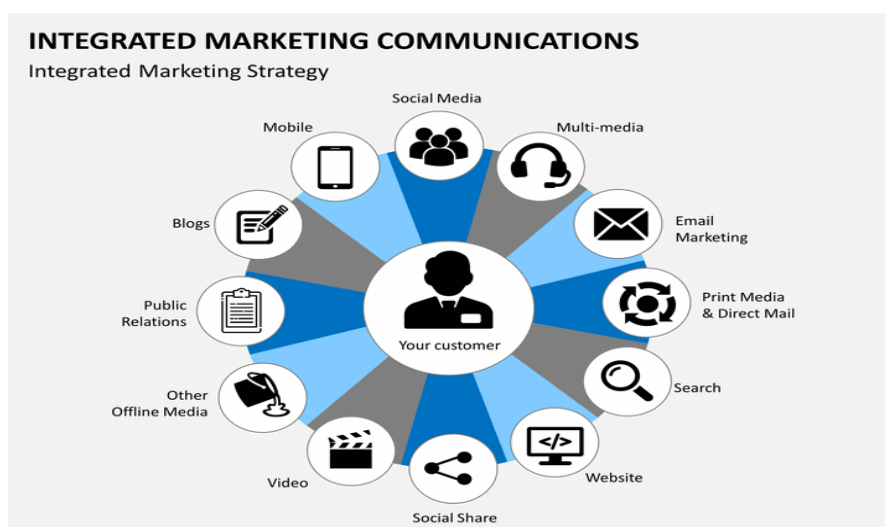 INTEGRATED MARKETING COMMUNICATIONS
Integrated Marketing Strategy
Social Media
Mobile
Multi-media
Blogs
Email
Marketing
Public
Relations
Print Media
& Direct Mail
Your customer
Search
Other
Offline Media
</>
Website
Video
Social Share